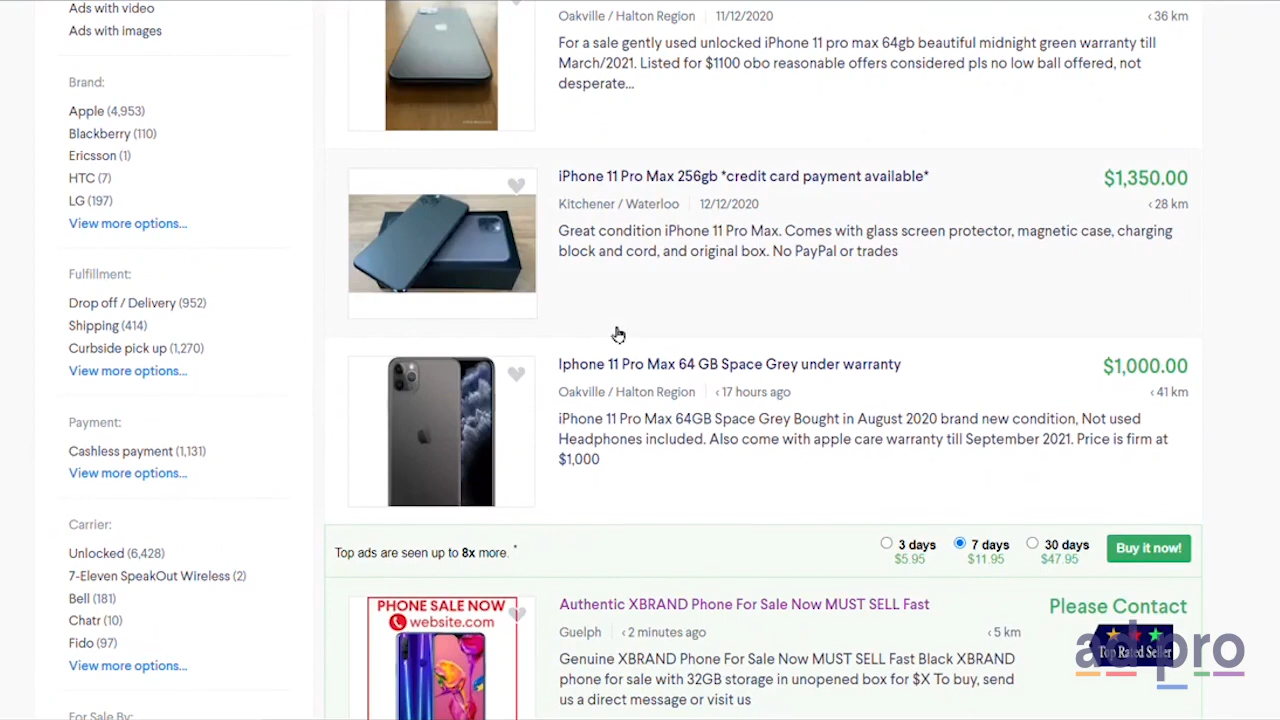 Ads with video
Ads with images
Brand:
Apple (4,953)
Blackberry (110)
Ericsson (1)
HTC (7)
LG (197)
View more options...
Fulfillment:
Drop off / Delivery (952)
Shipping (414)
Curbside pick up (1,270)
View more options...
Payment:
Cashless payment (1,131)
View more options...
Carrier:
Unlocked (6,428)
7-Eleven SpeakOut Wireless (2)
Bell (181)
Chatr (10)
Fido (97)
View more options...
For Sale By:
Oakville / Halton Region 11/12/2020 < 36 km
For a sale gently used unlocked iPhone 11 pro max 64gb beautiful midnight green warranty till
March/2021. Listed for $1100 obo reasonable offers considered pls no low ball offered, not
desperate...
iPhone 11 Pro Max 256gb *credit card payment available* $1,350.00
Kitchener / Waterloo 12/12/2020 < 28 km
Great condition iPhone 11 Pro Max. Comes with glass screen protector, magnetic case, charging
block and cord, and original box. No PayPal or trades
Iphone 11 Pro Max 64 GB Space Grey under warranty $1,000.00
Oakville / Halton Region < 17 hours ago < 41 km
iPhone 11 Pro Max 64GB Space Grey Bought in August 2020 brand new condition, Not used
Headphones included. Also come with apple care warranty till September 2021. Price is firm at
$1,000
Top ads are seen up to 8x more. *
3 days 7 days 30 days Buy it now!
$5.95 $11.95 $47.95
PHONE SALE NOW
website.com
Authentic XBRAND Phone For Sale Now MUST SELL Fast Please Contact
Guelph < 2 minutes ago < 5 km
Top Rated Seller
ad pro
Genuine XBRAND Phone For Sale Now MUST SELL Fast Black XBRAND
phone for sale with 32GB storage in unopened box for $X To buy, send
us a direct message or visit us